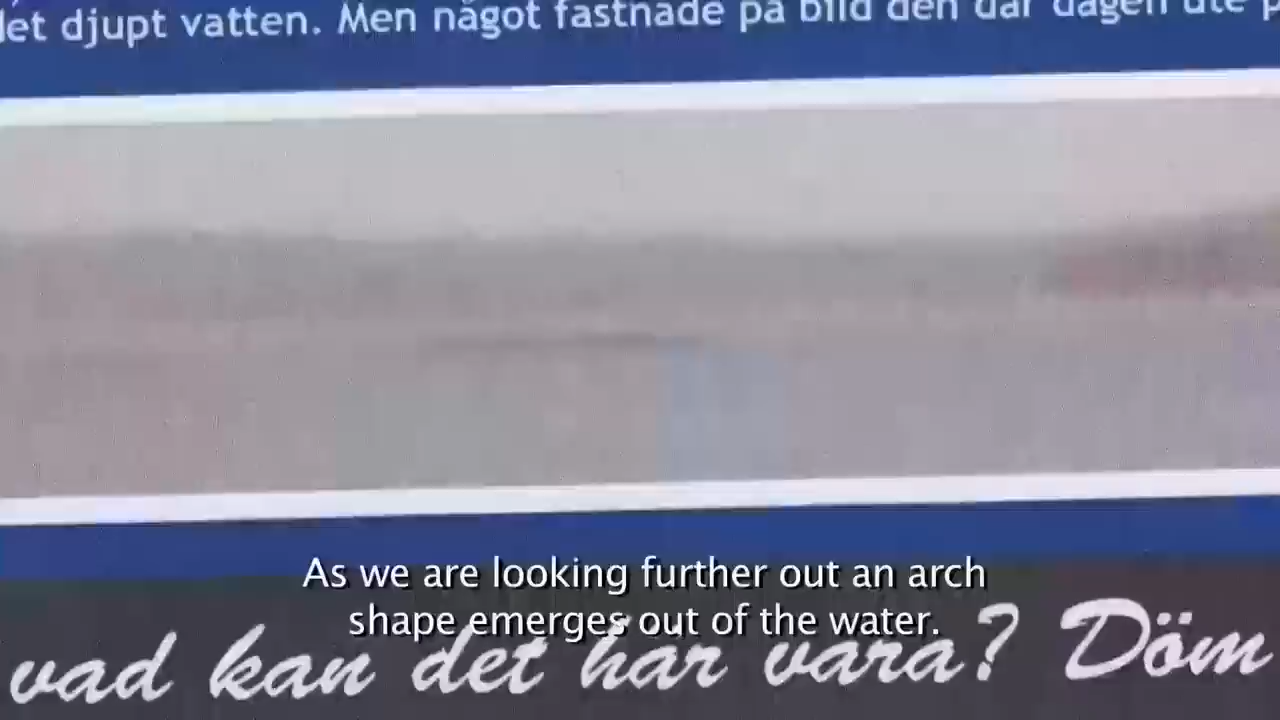 det djupt vatten. Men något fastnade på bild den där dagen ute p
As we are looking further out an arch
shape emerges out of the water.
vad kan det här vara? Döm